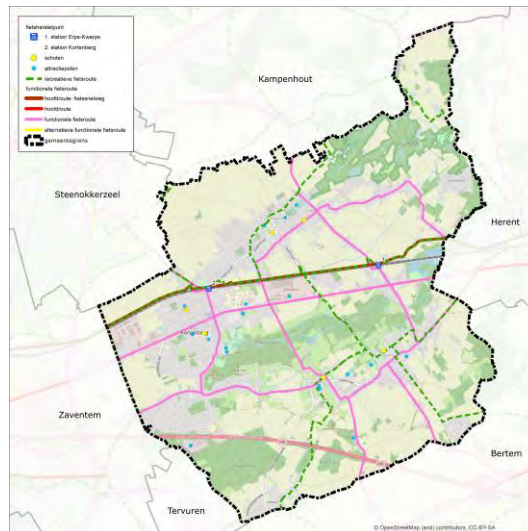 fietsherstelpunt
1. station Erps-Kwerps
2. station Kortenberg
scholen
attractiepolen
recreatieve fietsroute
functionele fietsroute
hoofdroute: fietssnelweg
hoofdroute
functionele fietsroute
alternatieve functionele fietsroute
gemeentegrens
Kampenhout
Steenokkerzeel
Herent
Zaventem
Bertem
Tervuren
© OpenStreetMap (and) contributors, CC-BY-SA